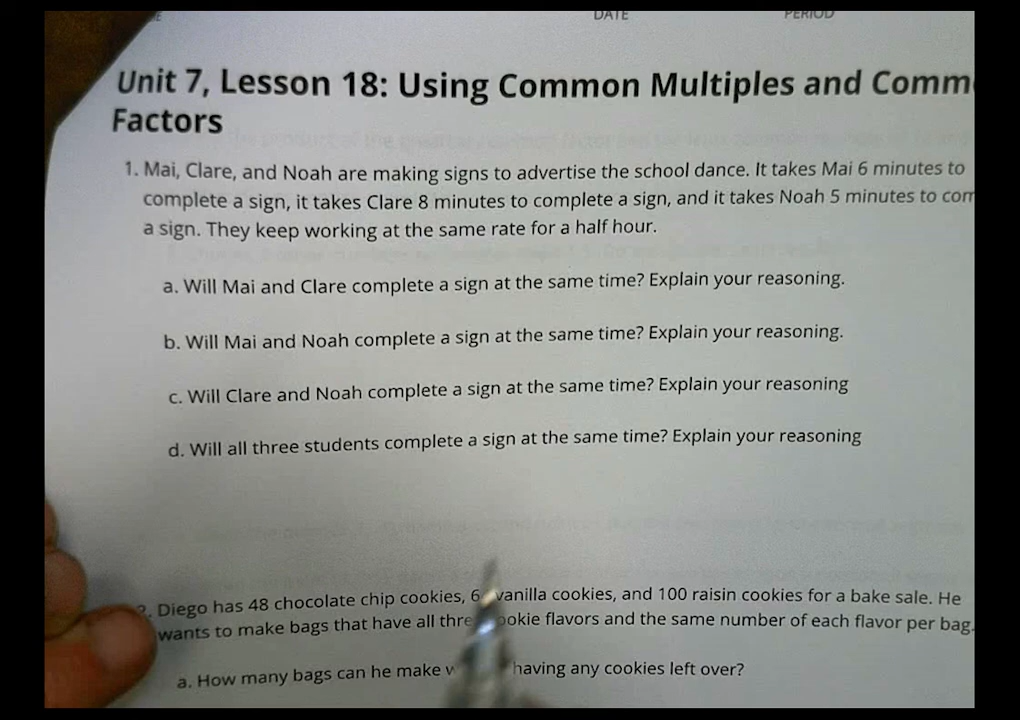 DATE PERIOD
Unit 7, Lesson 18: Using Common Multiples and Comm
Factors
1. Mai, Clare, and Noah are making signs to advertise the school dance. It takes Mai 6 minutes to
complete a sign, it takes Clare 8 minutes to complete a sign, and it takes Noah 5 minutes to com
a sign. They keep working at the same rate for a half hour.
a. Will Mai and Clare complete a sign at the same time? Explain your reasoning.
b. Will Mai and Noah complete a sign at the same time? Explain your reasoning.
c. Will Clare and Noah complete a sign at the same time? Explain your reasoning
d. Will all three students complete a sign at the same time? Explain your reasoning
Diego has 48 chocolate chip cookies, vanilla cookies, and 100 raisin cookies for a bake sale. He
wants to make bags that have all flavors and the same number of each flavor per bag.
a. How many bags can he make having any cookies left over?